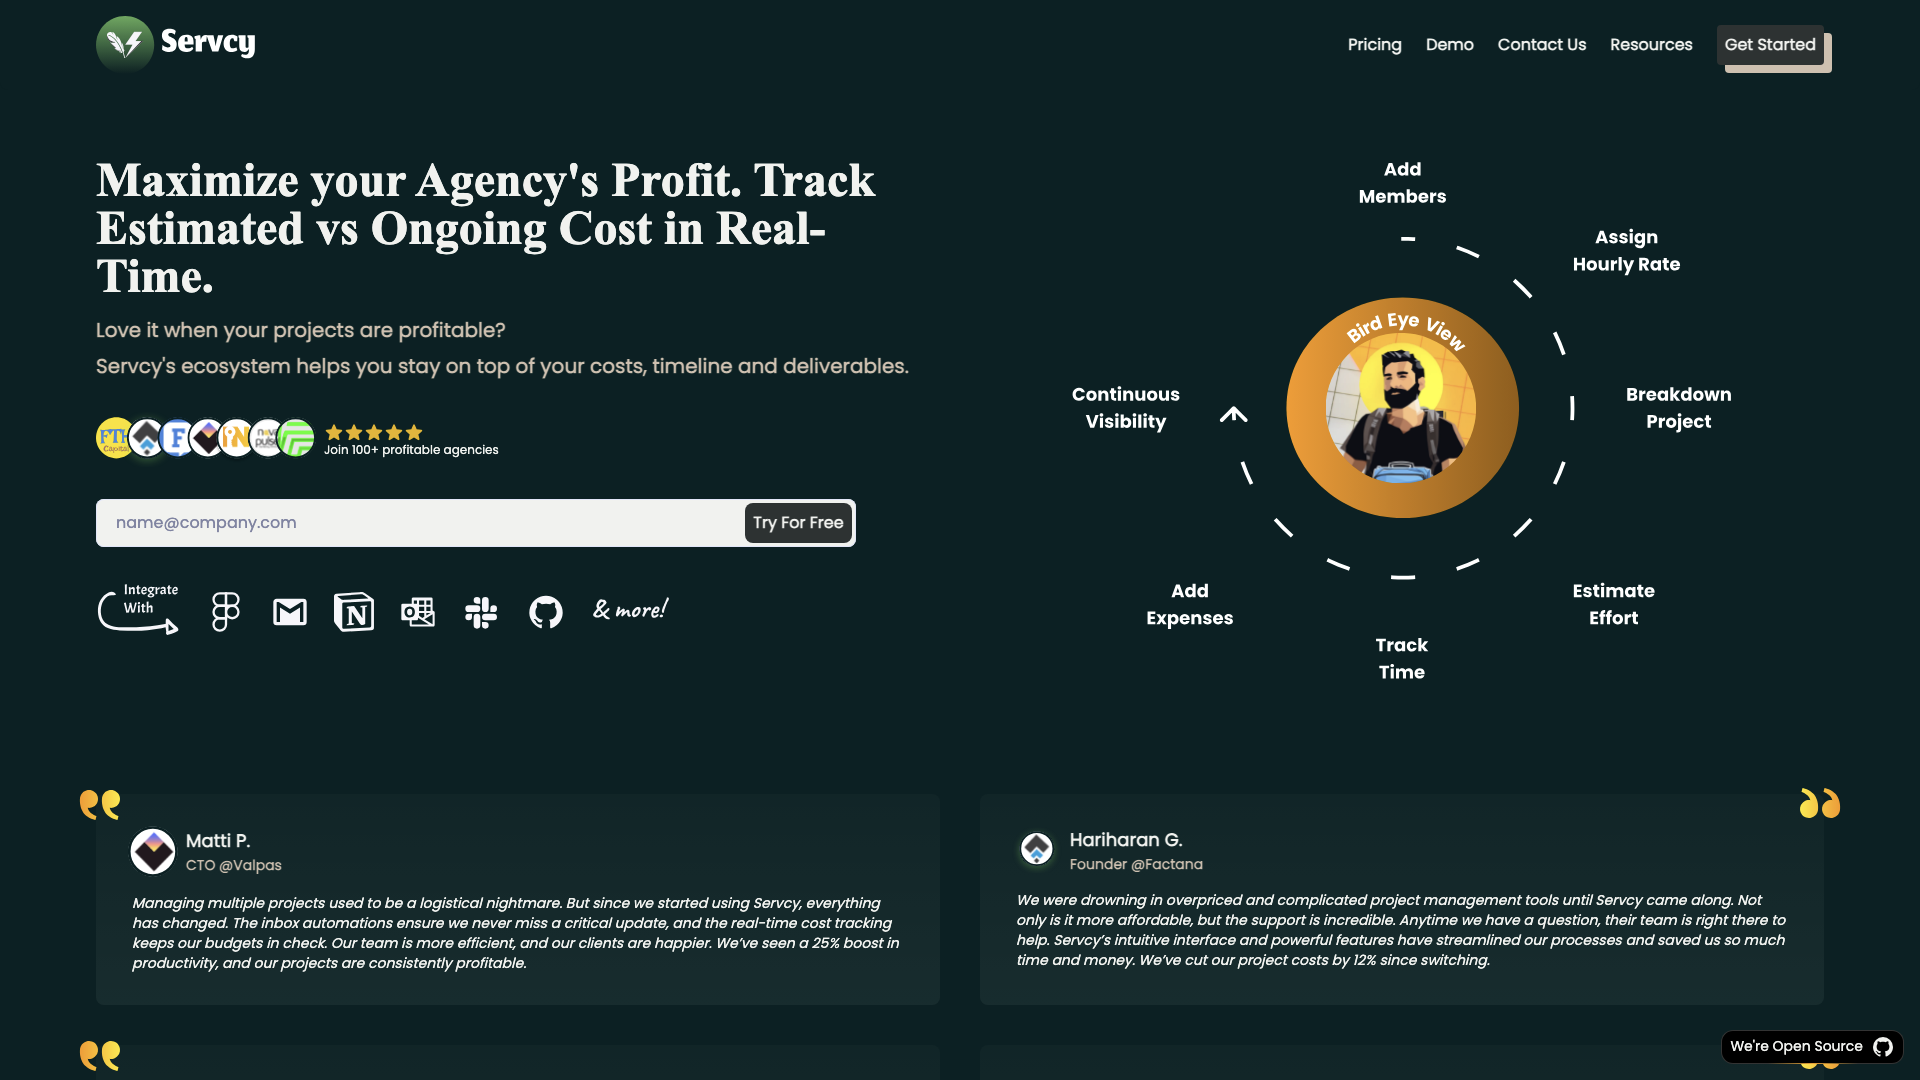 Servcy
Pricing
Demo
Contact Us
Resources
Get Started
Maximize your Agency's Profit. Track
Estimated vs Ongoing Cost in Real-
Time.
Love it when your projects are profitable?
Servcy's ecosystem helps you stay on top of your costs, timeline and deliverables.
Join 100+ profitable agencies
name@company.com
Try For Free
Integrate
With
& more!
Add
Members
Assign
Hourly Rate
Bird Eye View
Continuous
Visibility
Breakdown
Project
Add
Expenses
Estimate
Effort
Track
Time
Matti P.
CTO @Valpas
Managing multiple projects used to be a logistical nightmare. But since we started using Servcy, everything
has changed. The inbox automations ensure we never miss a critical update, and the real-time cost tracking
keeps our budgets in check. Our team is more efficient, and our clients are happier. We’ve seen a 25% boost in
productivity, and our projects are consistently profitable.
Hariharan G.
Founder @Factana
We were drowning in overpriced and complicated project management tools until Servcy came along. Not
only is it more affordable, but the support is incredible. Anytime we have a question, their team is right there to
help. Servcy’s intuitive interface and powerful features have streamlined our processes and saved us so much
time and money. We’ve cut our project costs by 12% since switching.
We're Open Source